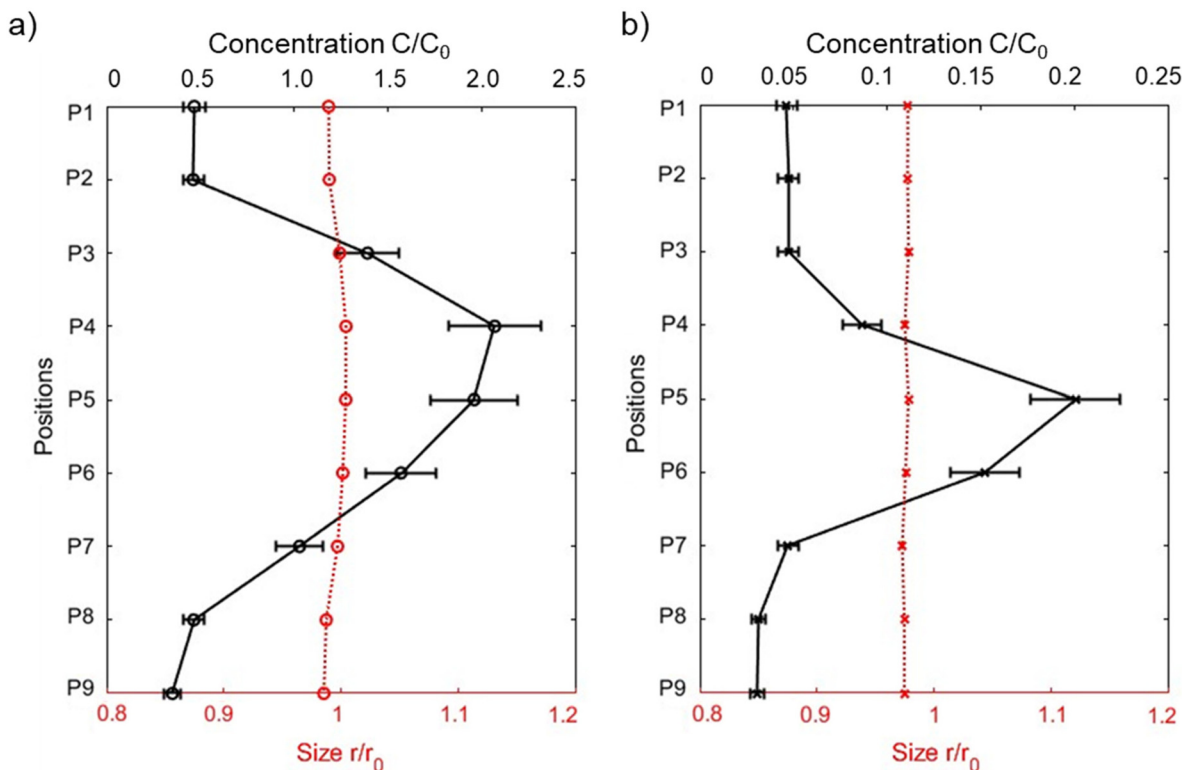 a)
Concentration C/C₀
0 0.5 1.0 1.5 2.0 2.5
P1
P2
P3
P4
P5
P6
P7
P8
P9
Positions
0.8 0.9 1 1.1 1.2
Size r/r₀
b)
Concentration C/C₀
0 0.05 0.1 0.15 0.2 0.25
P1
P2
P3
P4
P5
P6
P7
P8
P9
Positions
0.8 0.9 1 1.1 1.2
Size r/r₀